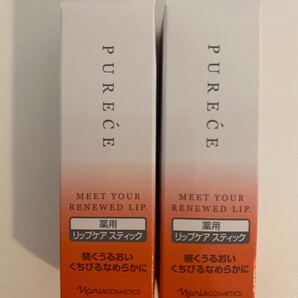 PURECÉ
MEET YOUR
RENEWED LIP.
薬用
リップケア スティック
続くうるおい
くちびるなめらかに
naris COSMETICS
PURECÉ
MEET YOUR
RENEWED LIP.
薬用
リップケア スティック
続くうるおい
くちびるなめらかに
naris COSMETICS